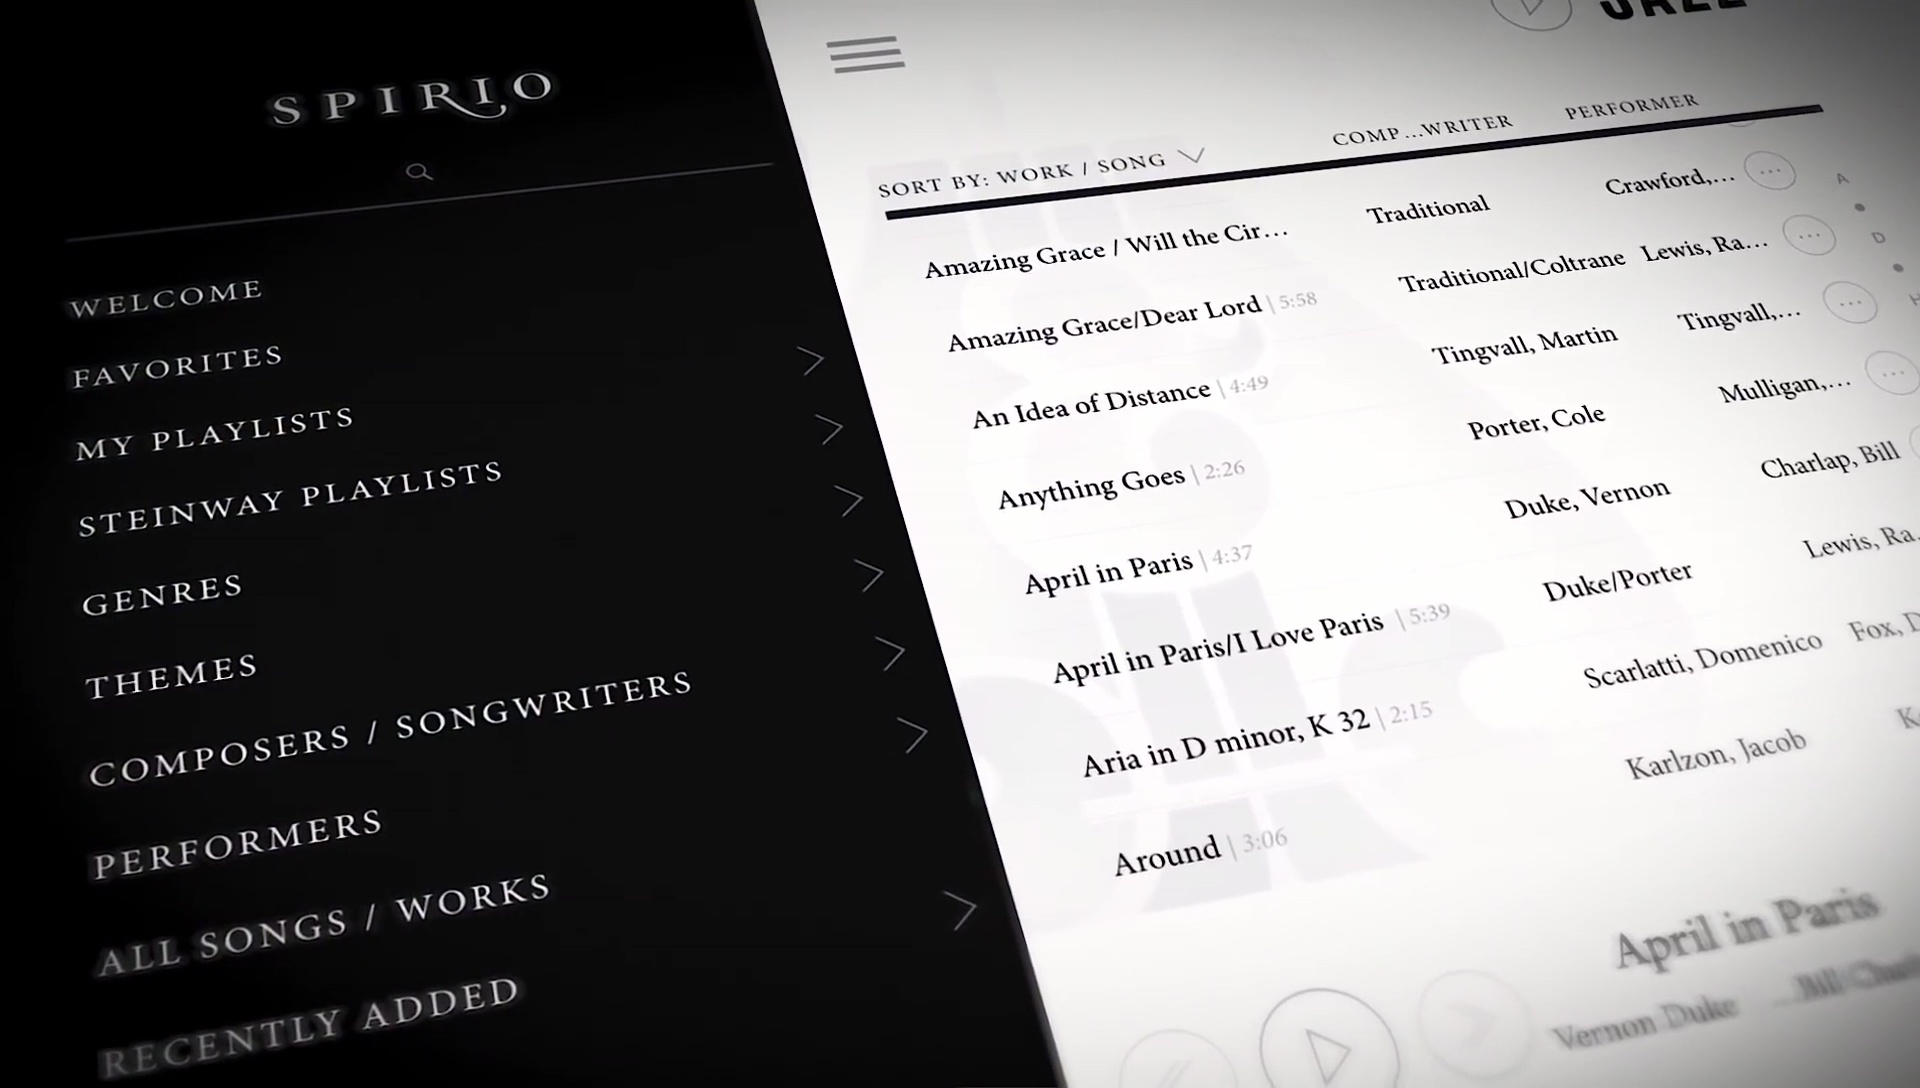 SPIRIO
WELCOME
FAVORITES
MY PLAYLISTS
STEINWAY PLAYLISTS
GENRES
THEMES
COMPOSERS / SONGWRITERS
PERFORMERS
ALL SONGS / WORKS
RECENTLY ADDED
JAZZ
SORT BY: WORK / SONG COMP...WRITER PERFORMER
Amazing Grace / Will the Cir... Traditional Crawford,...
Amazing Grace/Dear Lord | 5:58 Traditional/Coltrane Lewis, Ra...
An Idea of Distance | 4:49 Tingvall, Martin Tingvall,...
Anything Goes | 2:26 Porter, Cole Mulligan,...
April in Paris | 4:37 Duke, Vernon Charlap, Bill
April in Paris/I Love Paris | 5:39 Duke/Porter Lewis, Ra.
Aria in D minor, K 32 | 2:15 Scarlatti, Domenico Fox, D
Around | 3:06 Karlzon, Jacob K
A
D
H
April in Paris
Vernon Duke ...Bill Charl